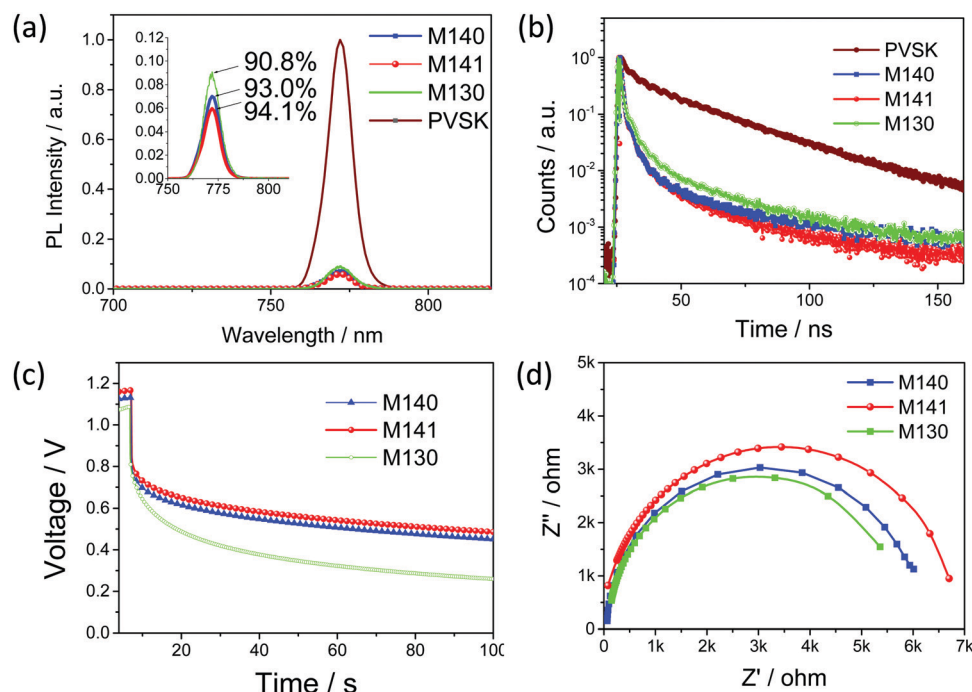 (a)
PL Intensity / a.u.
1.0
0.8
0.6
0.4
0.2
0.0
700
750
800
Wavelength / nm
M140
M141
M130
PVSK
0.12
0.10
0.08
0.06
0.04
0.02
0.00
750
775
800
90.8%
93.0%
94.1%
(b)
Counts / a.u.
10⁰
10⁻¹
10⁻²
10⁻³
10⁻⁴
50
100
150
Time / ns
PVSK
M140
M141
M130
(c)
Voltage / V
1.2
1.0
0.8
0.6
0.4
0.2
0.0
20
40
60
80
100
Time / s
M140
M141
M130
(d)
Z'' / ohm
5k
4k
3k
2k
1k
0
0
1k
2k
3k
4k
5k
6k
7k
Z' / ohm
M140
M141
M130